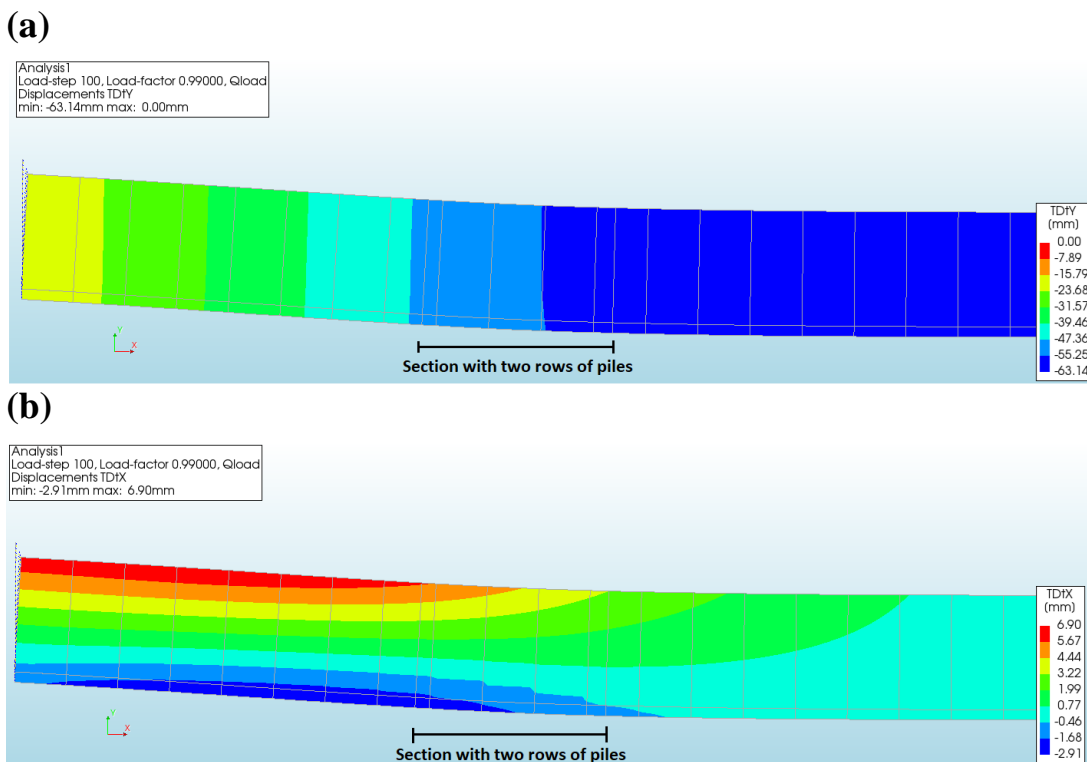 (a)
Analysis1
Load-step 100, Load-factor 0.99000, Qload
Displacements TDtY
min: -63.14mm max: 0.00mm
TDtY
(mm)
0.00
-7.89
-15.79
-23.68
-31.57
-39.46
-47.36
-55.25
-63.14
Y
X
Section with two rows of piles
(b)
Analysis1
Load-step 100, Load-factor 0.99000, Qload
Displacements TDtX
min: -2.91mm max: 6.90mm
TDtX
(mm)
6.90
5.67
4.44
3.22
1.99
0.77
-0.46
-1.68
-2.91
Y
X
Section with two rows of piles